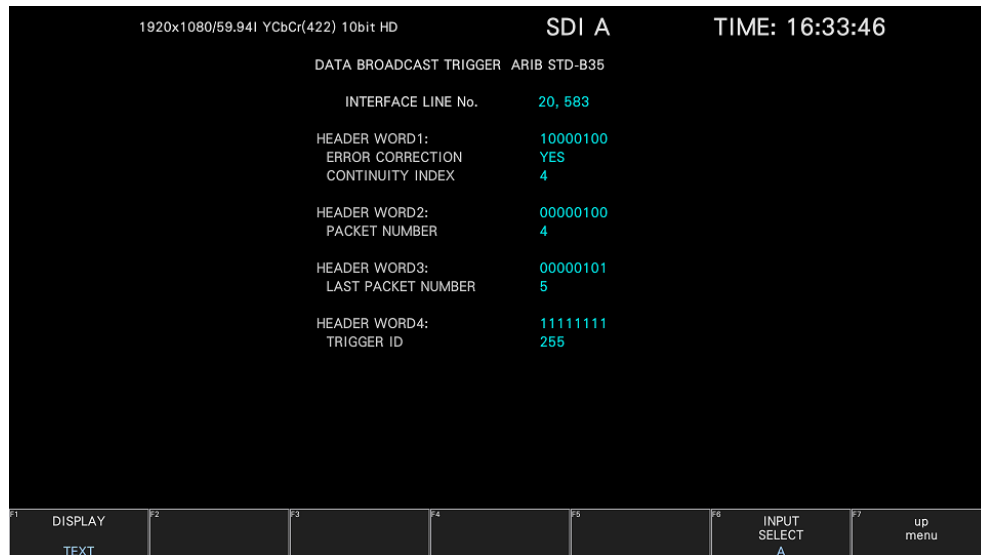 1920x1080/59.94I YCbCr(422) 10bit HD SDI A TIME: 16:33:46
DATA BROADCAST TRIGGER ARIB STD-B35
INTERFACE LINE No. 20, 583
HEADER WORD1: 10000100
ERROR CORRECTION YES
CONTINUITY INDEX 4
HEADER WORD2: 00000100
PACKET NUMBER 4
HEADER WORD3: 00000101
LAST PACKET NUMBER 5
HEADER WORD4: 11111111
TRIGGER ID 255
F1 DISPLAY F2 F3 F4 F5 F6 INPUT F7 up
SELECT menu
TEXT A